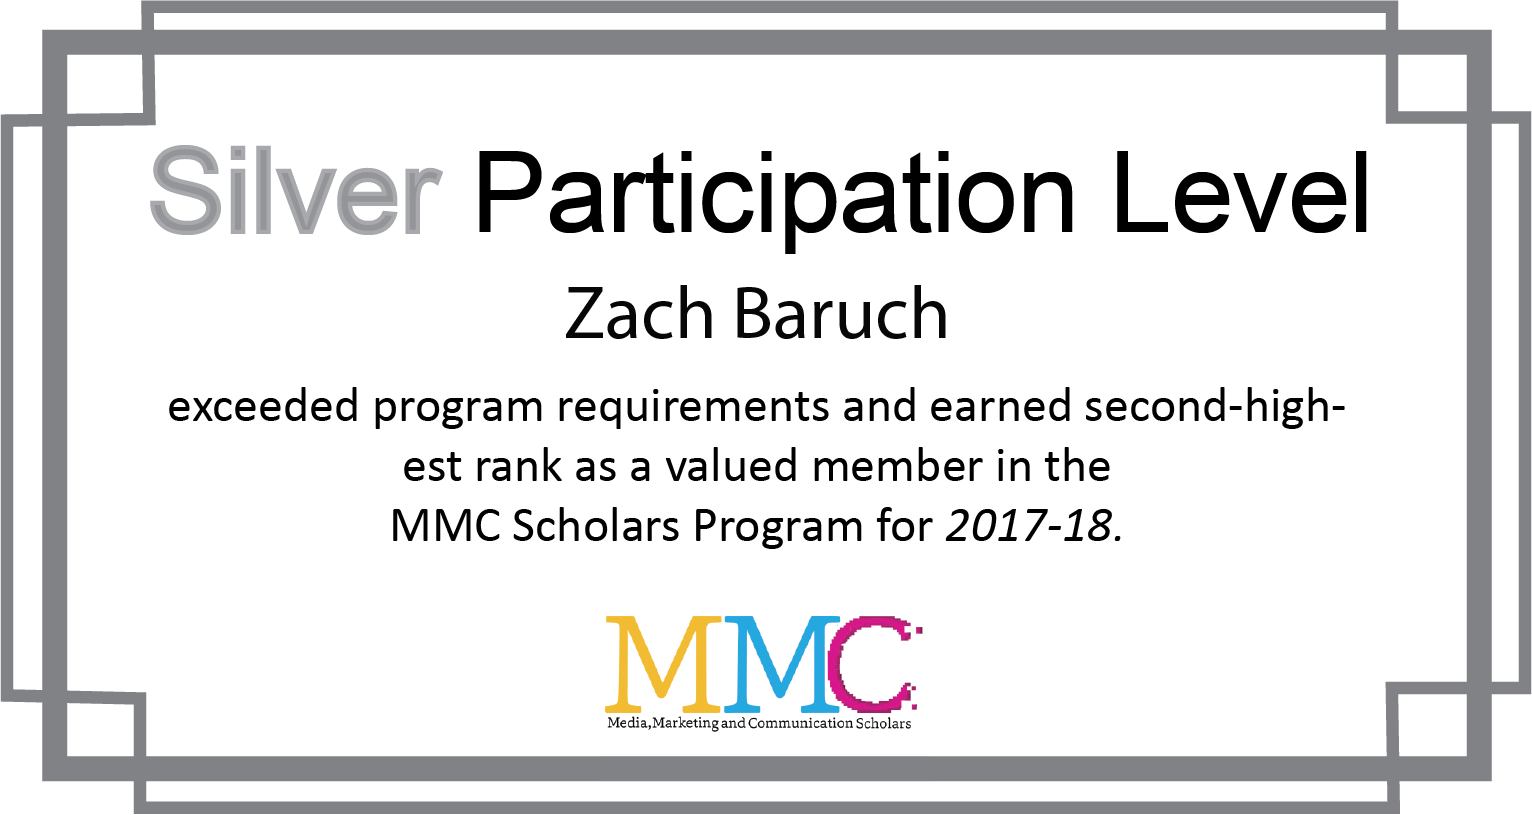 Silver Participation Level
Zach Baruch
exceeded program requirements and earned second-high-
est rank as a valued member in the
MMC Scholars Program for 2017-18.
MMC
Media, Marketing and Communication Scholars